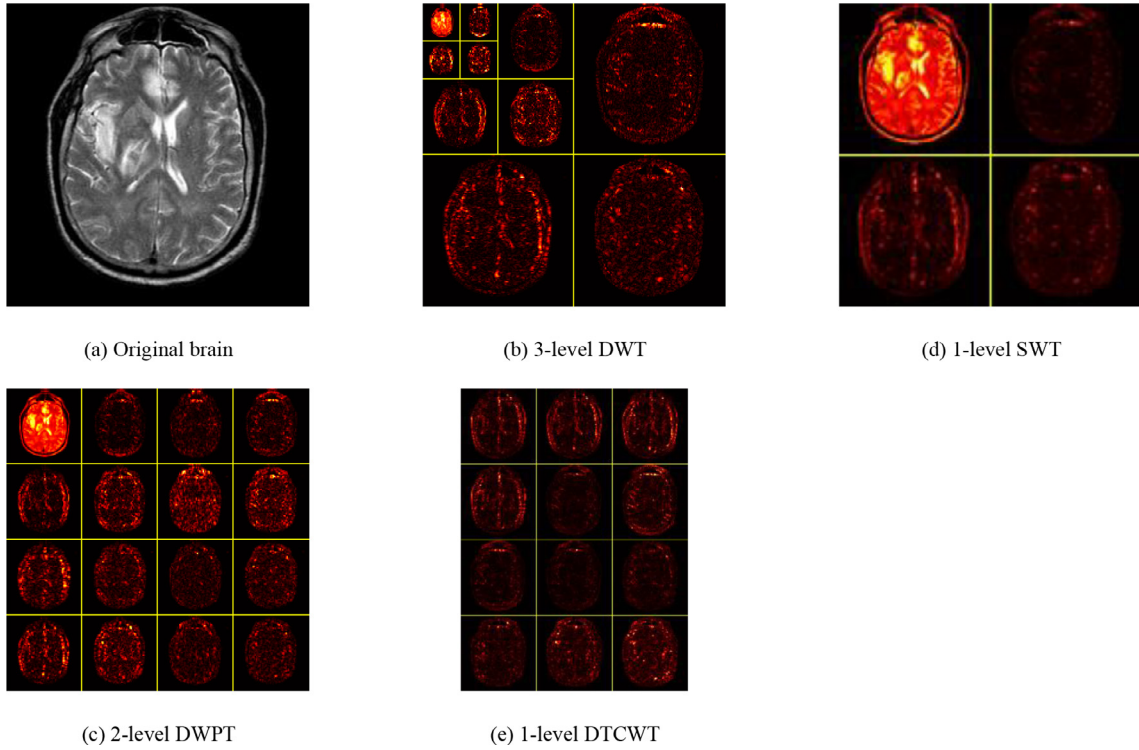 (a) Original brain
(b) 3-level DWT
(d) 1-level SWT
(c) 2-level DWPT
(e) 1-level DTCWT